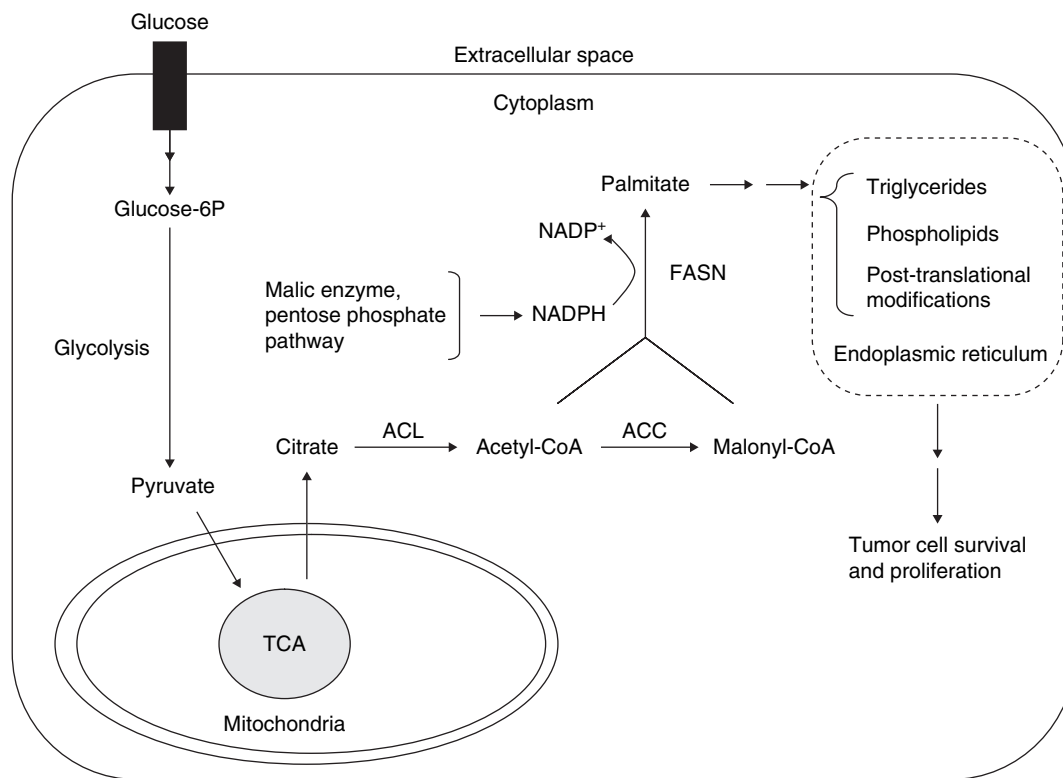 Glucose
Extracellular space
Cytoplasm
Palmitate
Triglycerides
Glucose-6P
NADP⁺
Phospholipids
FASN
Post-translational
modifications
Malic enzyme,
pentose phosphate
pathway
NADPH
Glycolysis
Endoplasmic reticulum
Citrate
ACL
Acetyl-CoA
ACC
Malonyl-CoA
Pyruvate
Tumor cell survival
and proliferation
TCA
Mitochondria